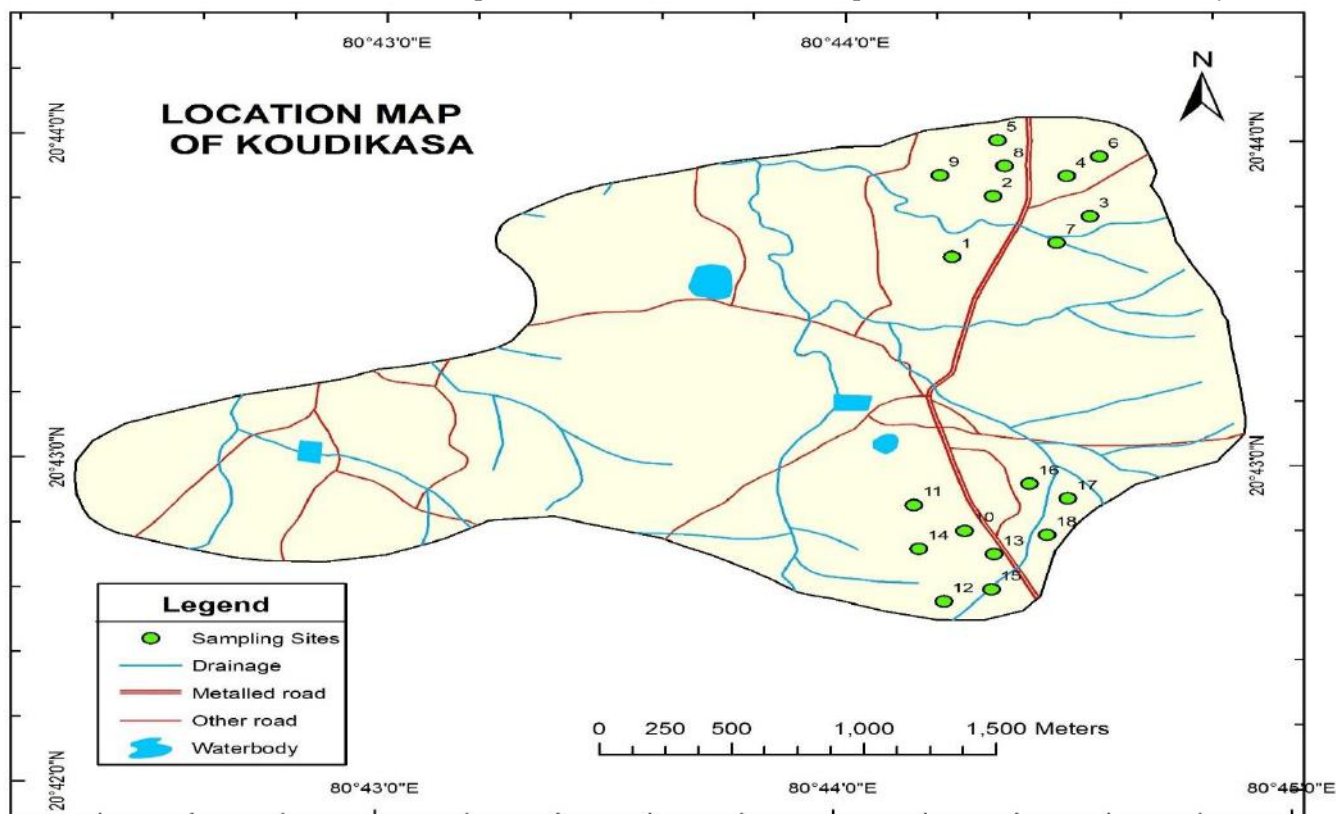 80°43'0"E
80°44'0"E
N
LOCATION MAP
OF KOUDIKASA
20°44'0"N
20°44'0"N
5
8
6
9
4
2
3
7
1
20°43'0"N
20°43'0"N
16
17
11
10
18
14
13
15
12
Legend
Sampling Sites
Drainage
Metalled road
Other road
Waterbody
0 250 500 1,000 1,500 Meters
20°42'0"N
80°43'0"E
80°44'0"E
80°45'0"E